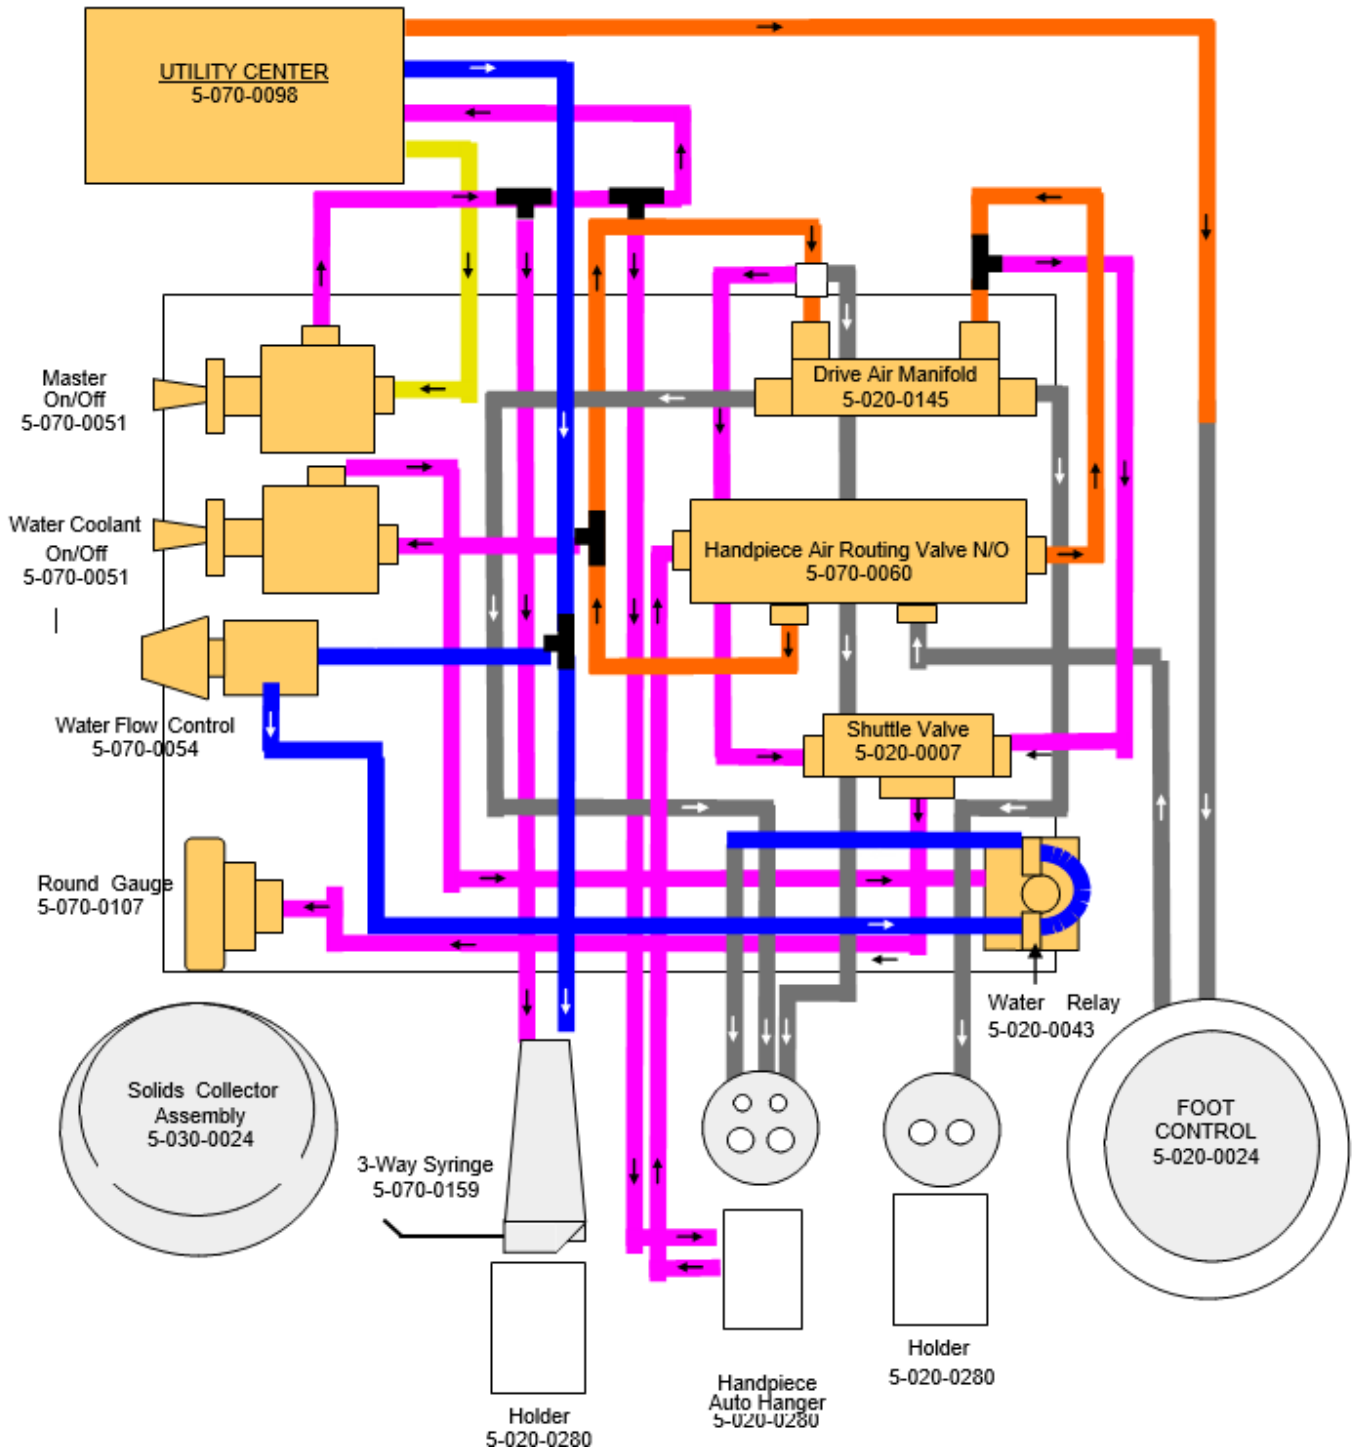 UTILITY CENTER
5-070-0098
Master
On/Off
5-070-0051
Drive Air Manifold
5-020-0145
Water Coolant
On/Off
5-070-0051
Handpiece Air Routing Valve N/O
5-070-0060
Water Flow Control
5-070-0054
Shuttle Valve
5-020-0007
Round Gauge
5-070-0107
Water Relay
5-020-0043
Solids Collector
Assembly
5-030-0024
3-Way Syringe
5-070-0159
FOOT
CONTROL
5-020-0024
Holder
5-020-0280
Handpiece
Auto Hanger
5-020-0280
Holder
5-020-0280